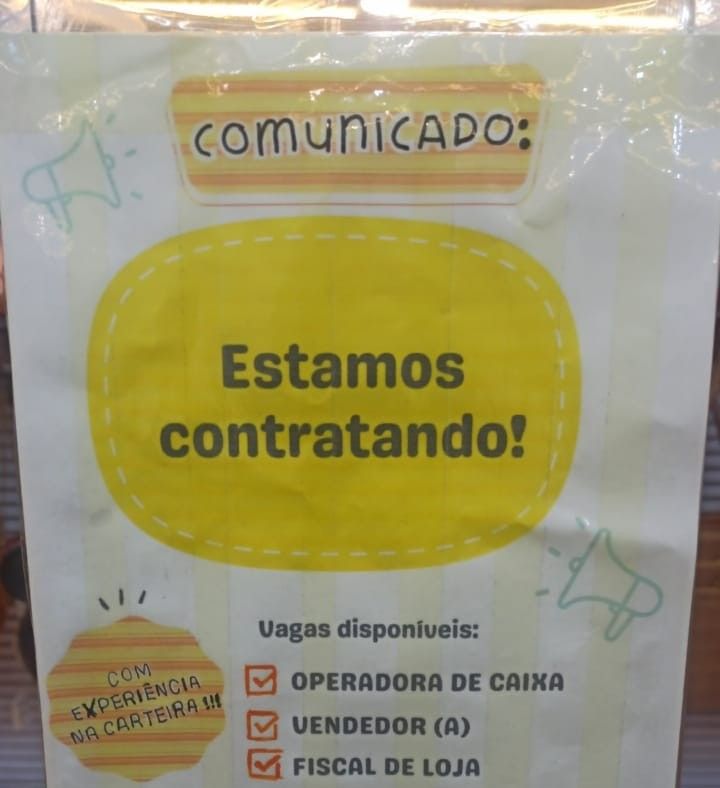 COMUNICADO:
Estamos
contratando!
Vagas disponíveis:
COM
EXPERIÊNCIA
NA CARTEIRA !!!
OPERADORA DE CAIXA
VENDEDOR (A)
FISCAL DE LOJA